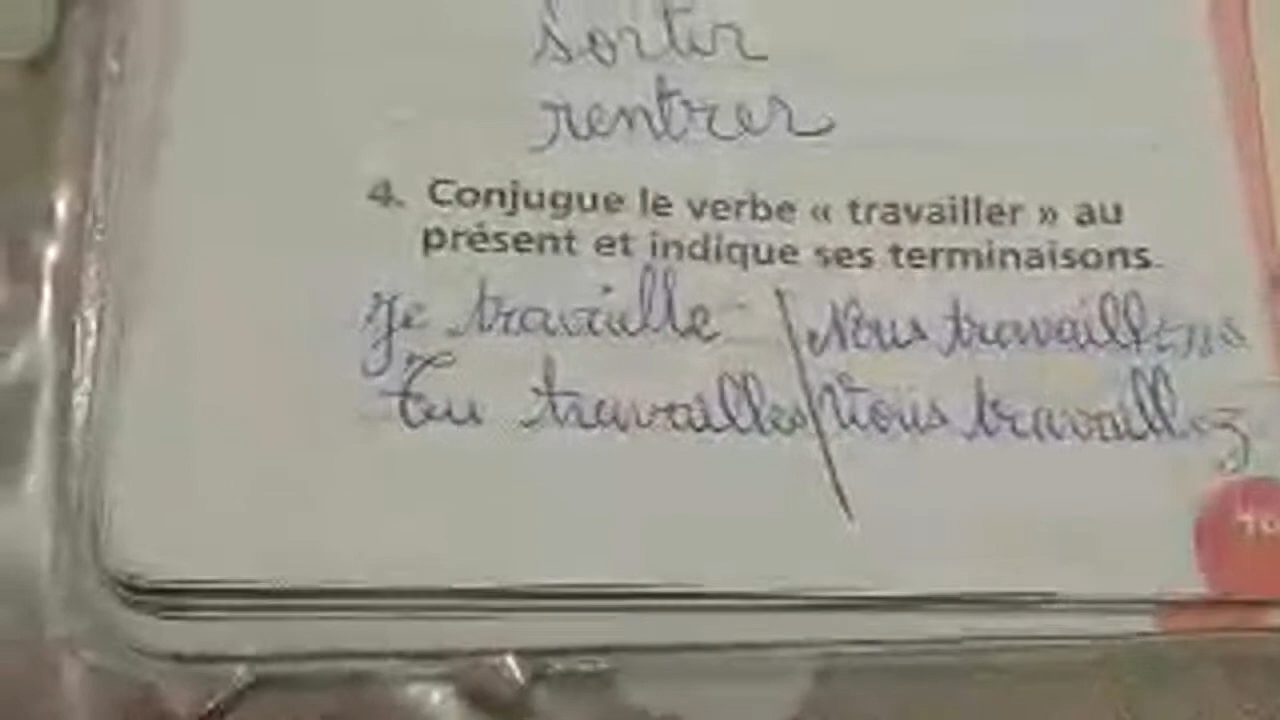 sortir
rentrer
4. Conjugue le verbe « travailler » au
présent et indique ses terminaisons.
Je travaille
Nous travaillons
Tu travailles
Vous travaillez